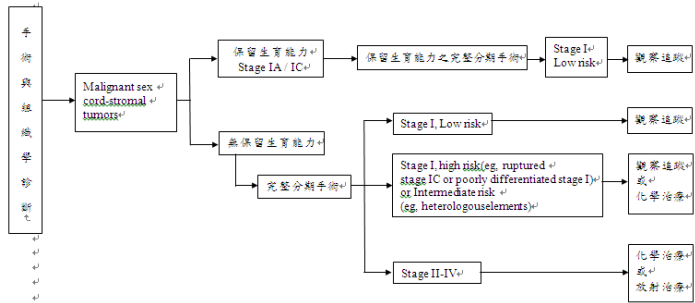 手術與組織學診斷
Malignant sex
cord-stromal
tumors
保留生育能力
Stage IA / IC
保留生育能力之完整分期手術
Stage I
Low risk
觀察追蹤
無保留生育能力
完整分期手術
Stage I, Low risk
觀察追蹤
Stage I, high risk(eg, ruptured
stage IC or poorly differentiated stage I)
or Intermediate risk
(eg, heterologouselements)
觀察追蹤
或
化學治療
Stage II-IV
化學治療
或
放射治療